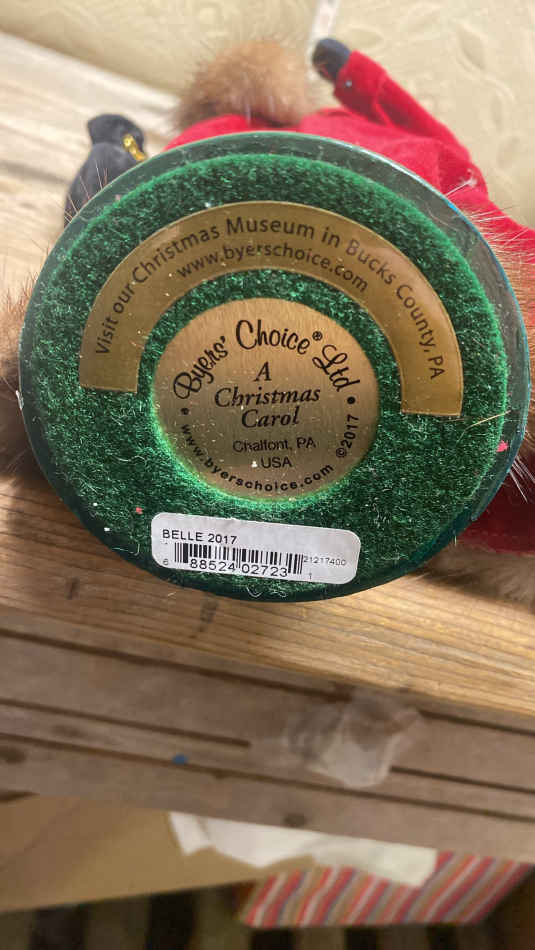 Visit our Christmas Museum in Bucks County, PA
www.byerschoice.com
Byers' Choice® Ltd
A
Christmas
Carol
Chalfont, PA
USA
www.byerschoice.com ©2017
BELLE 2017
21217400
6 88524 02723 1